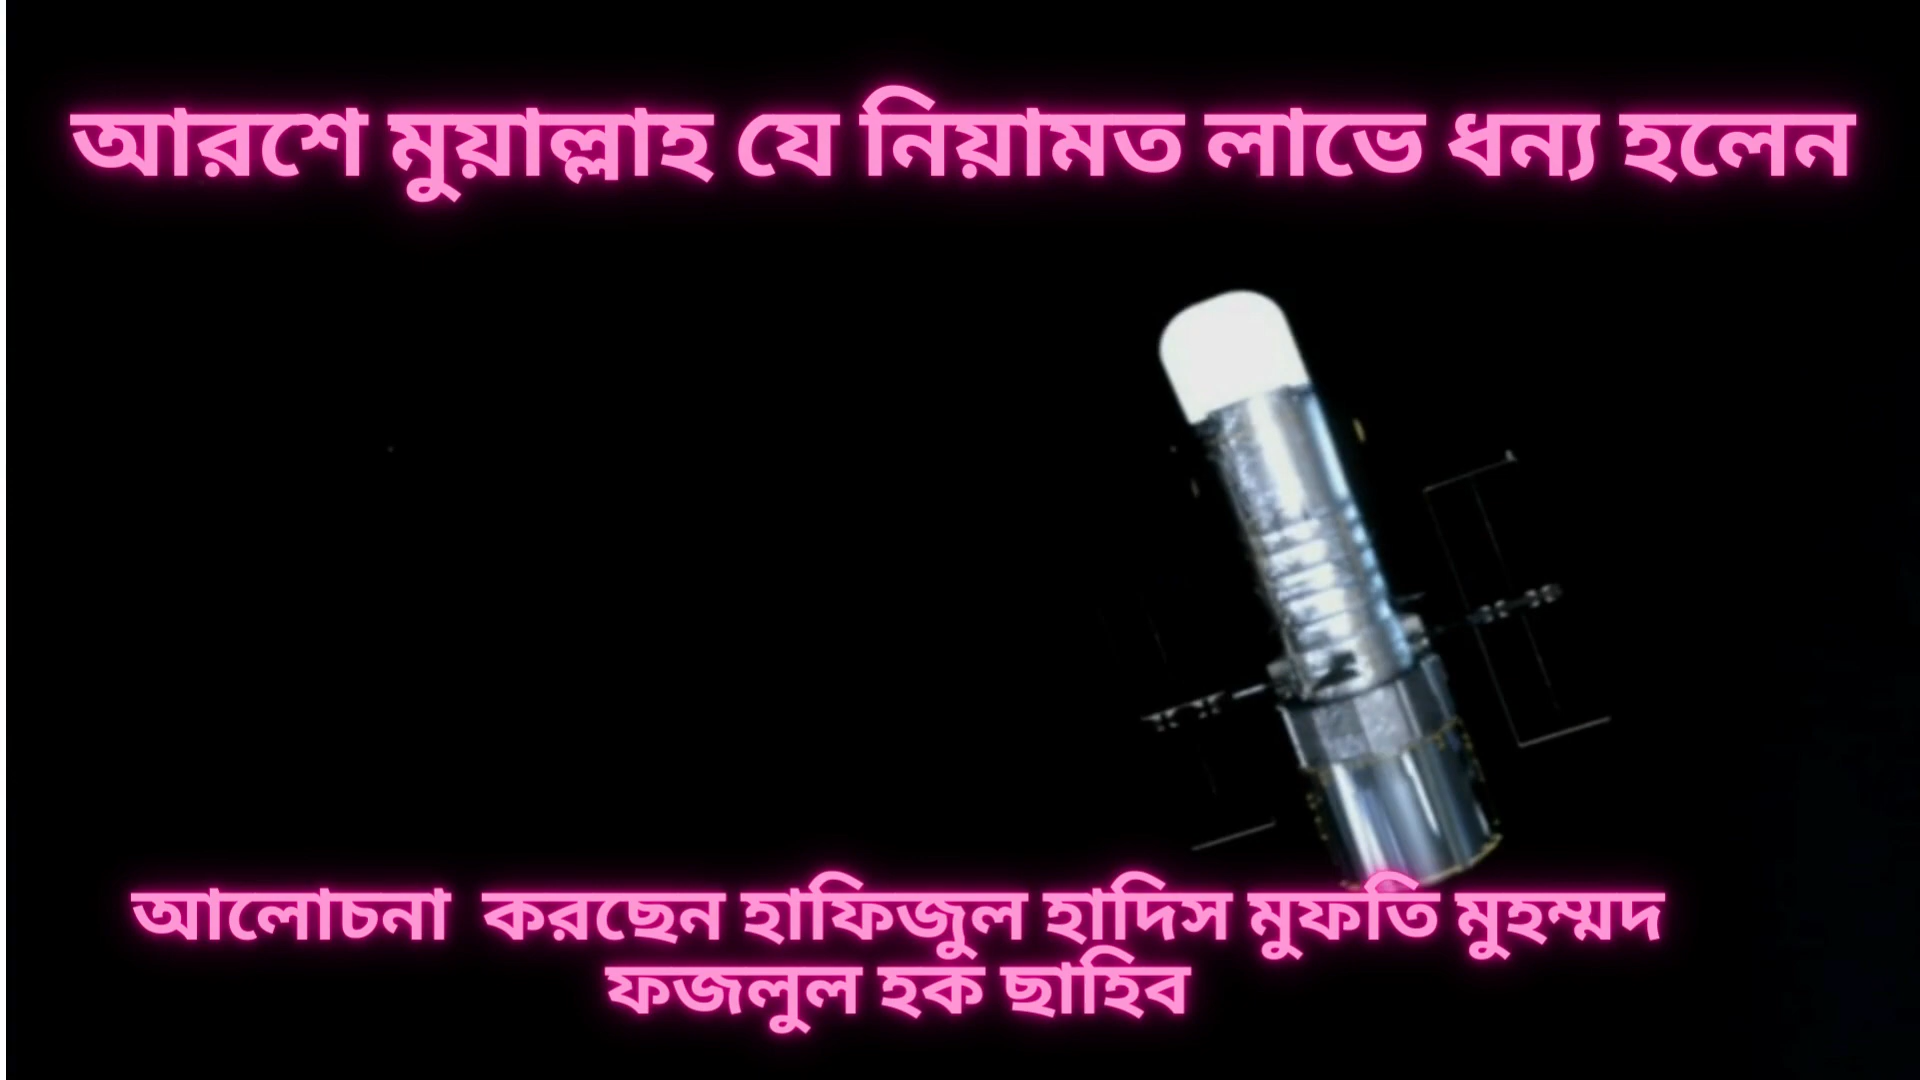 আরশে মুয়াল্লাহ যে নিয়ামত লাভে ধন্য হলেন
আলোচনা করছেন হাফিজুল হাদিস মুফতি মুহম্মদ
ফজলুল হক ছাহিব